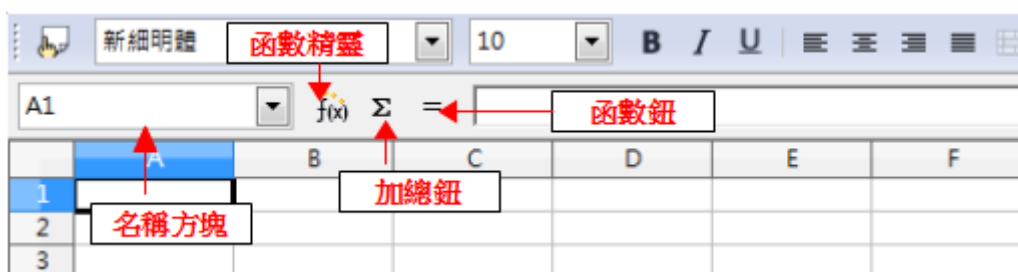 新細明體 函數精靈 10 B I U
A1 f(x) Σ = 函數鈕
A B C D E F
1 加總鈕
2 名稱方塊
3